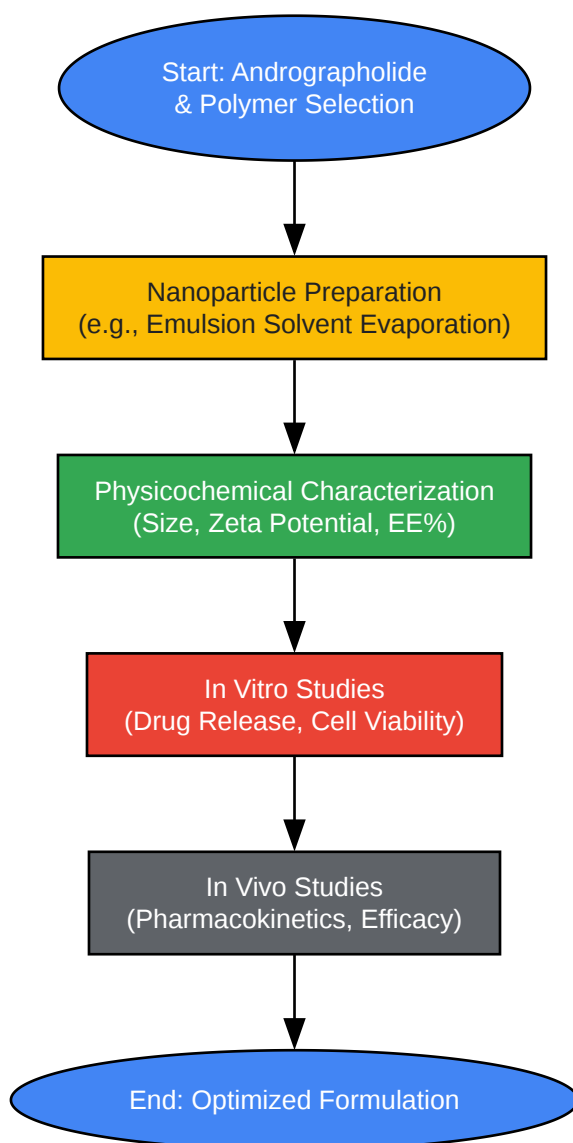 Start: Andrographolide
& Polymer Selection
Nanoparticle Preparation
(e.g., Emulsion Solvent Evaporation)
Physicochemical Characterization
(Size, Zeta Potential, EE%)
In Vitro Studies
(Drug Release, Cell Viability)
In Vivo Studies
(Pharmacokinetics, Efficacy)
End: Optimized Formulation